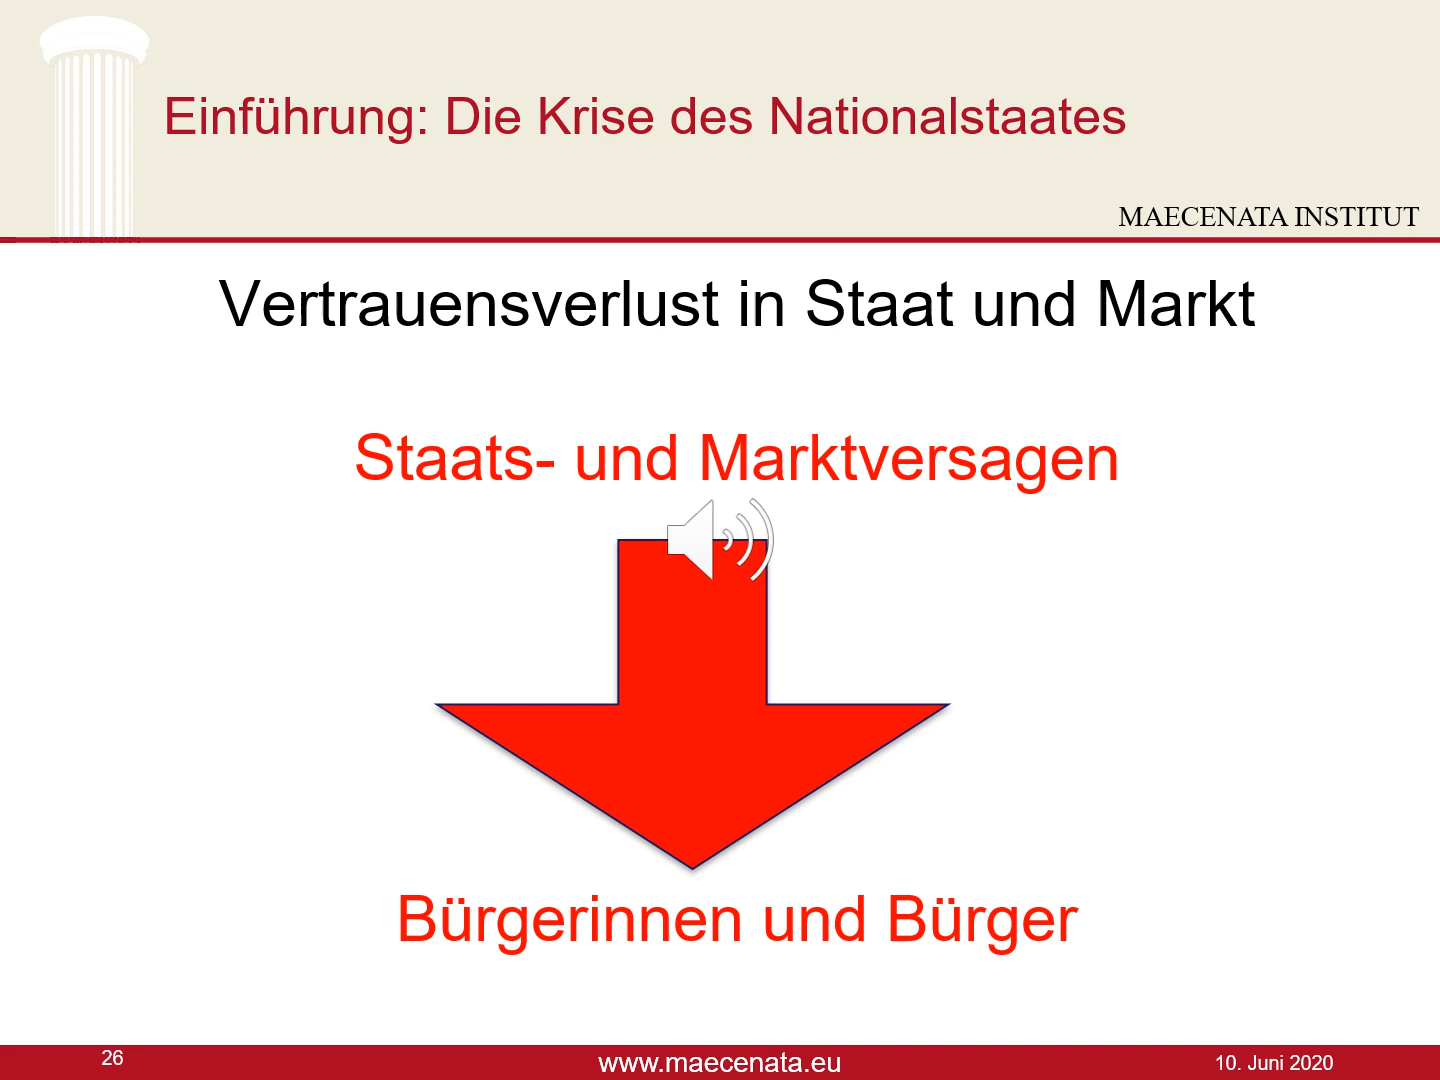 Einführung: Die Krise des Nationalstaates
MAECENATA INSTITUT
Vertrauensverlust in Staat und Markt
Staats- und Marktversagen
Bürgerinnen und Bürger
26
www.maecenata.eu
10. Juni 2020